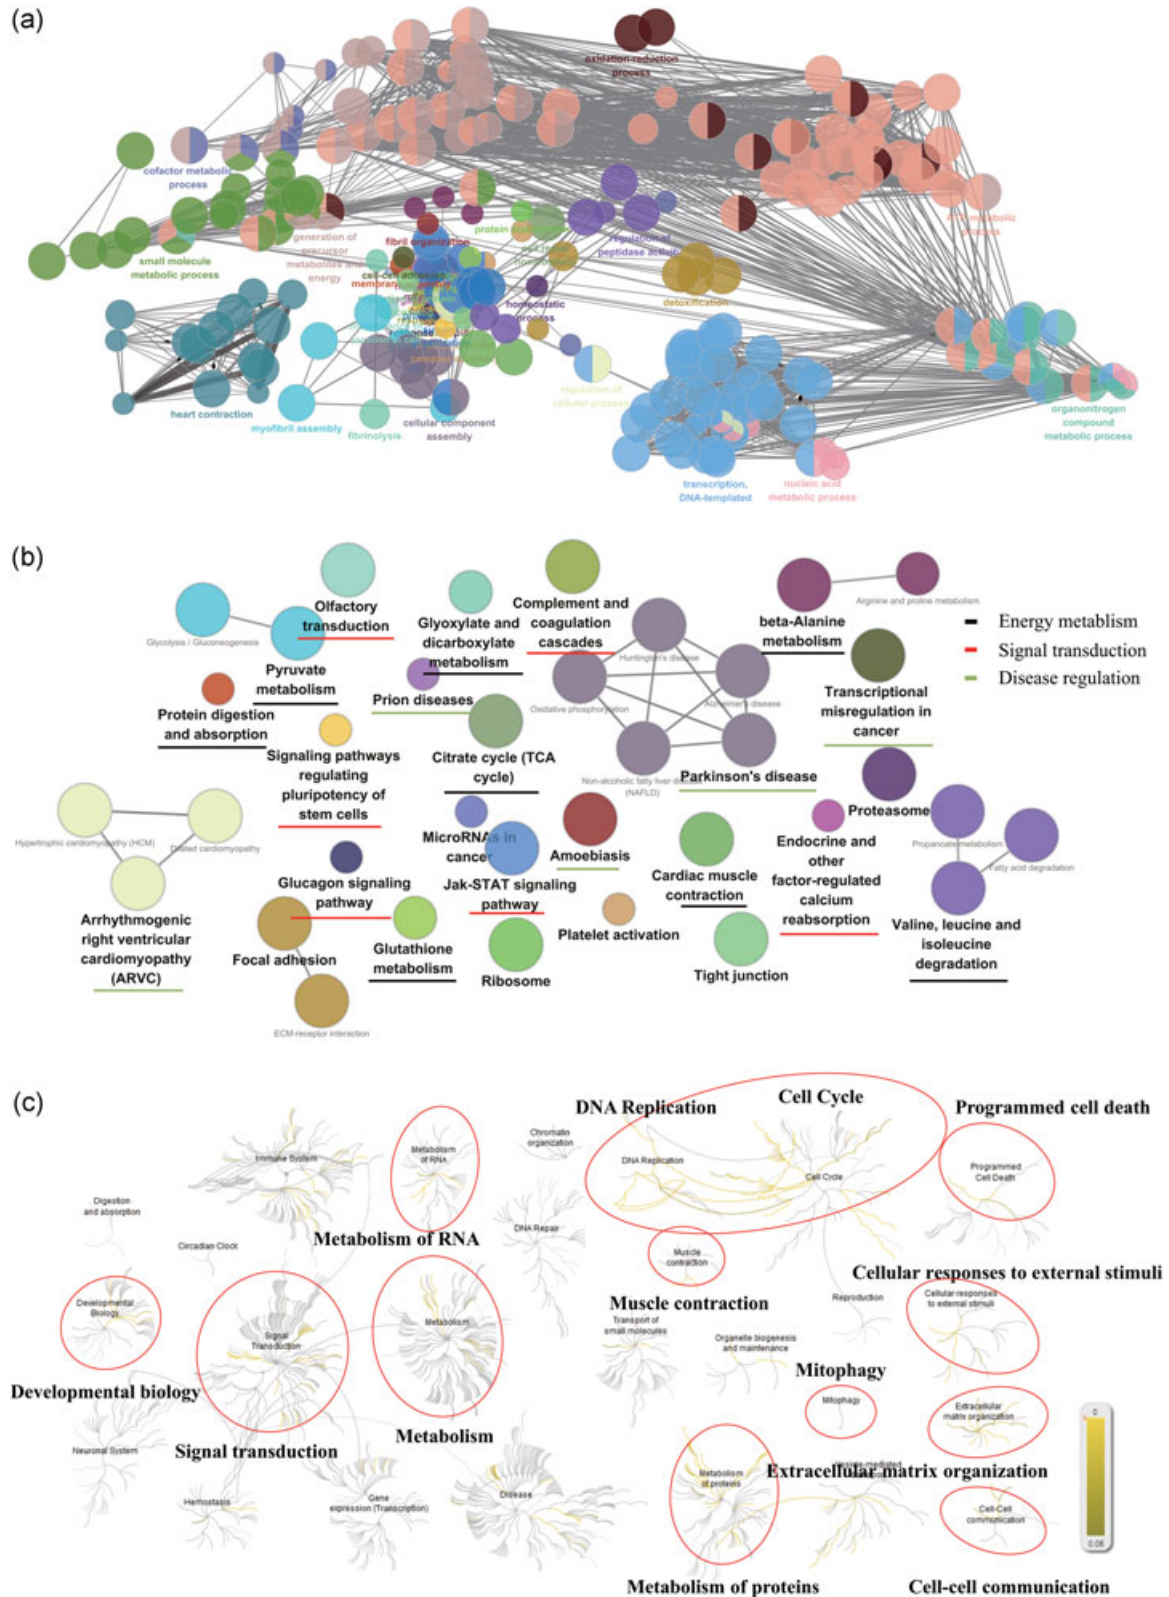 (a)
oxidation-reduction
process
cofactor metabolic
process
small molecule
metabolic process
generation of
precursor
metabolites and
energy
fibril organization
cell-cell adhesion
regulation of
peptidase activity
metabolic
process
homeostatic
process
detoxification
heart contraction
myofibril assembly
fibrinolysis
cellular component
assembly
regulation of
cellular process
transcription,
DNA-templated
nucleic acid
metabolic process
organonitrogen
compound
metabolic process
(b)
Glycolysis / Gluconeogenesis
Olfactory
transduction
Pyruvate
metabolism
Glyoxylate and
dicarboxylate
metabolism
Complement and
coagulation
cascades
Huntington's disease
Oxidative phosphorylation
Alzheimer's disease
Non-alcoholic fatty liver disease
(NAFLD)
Parkinson's disease
beta-Alanine
metabolism
Arginine and proline metabolism
Energy metablism
Signal transduction
Disease regulation
Transcriptional
misregulation in
cancer
Protein digestion
and absorption
Prion diseases
Signaling pathways
regulating
pluripotency of
stem cells
Citrate cycle (TCA
cycle)
Proteasome
Propanoate metabolism
Fatty acid degradation
Valine, leucine and
isoleucine
degradation
Hypertrophic cardiomyopathy (HCM)
Dilated cardiomyopathy
Arrhythmogenic
right ventricular
cardiomyopathy
(ARVC)
MicroRNAs in
cancer
Amoebiasis
Glucagon signaling
pathway
Jak-STAT signaling
pathway
Cardiac muscle
contraction
Endocrine and
other
factor-regulated
calcium
reabsorption
Focal adhesion
Glutathione
metabolism
Ribosome
Platelet activation
Tight junction
ECM-receptor interaction
(c)
DNA Replication
Cell Cycle
Programmed cell death
Immune System
Metabolism
of RNA
Chromatin
organization
DNA Replication
Cell Cycle
Programmed
Cell Death
Digestion
and absorption
Circadian Clock
DNA Repair
Metabolism of RNA
Muscle
contraction
Muscle contraction
Cellular responses to external stimuli
Reproduction
Cellular responses
to external stimuli
Developmental
Biology
Signal
Transduction
Metabolism
Transport of
small molecules
Organelle biogenesis
and maintenance
Mitophagy
Mitophagy
Developmental biology
Signal transduction
Metabolism
Extracellular
matrix organization
Neuronal System
Metabolism
of proteins
Extracellular matrix organization
Hemostasis
Gene
expression (Transcription)
Disease
Cell-Cell
communication
0
0.05
Metabolism of proteins
Cell-cell communication